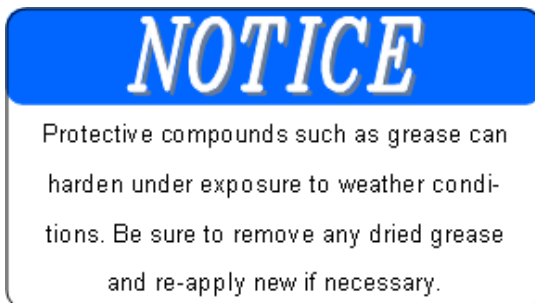 NOTICE
Protective compounds such as grease can
harden under exposure to weather condi-
tions. Be sure to remove any dried grease
and re-apply new if necessary.